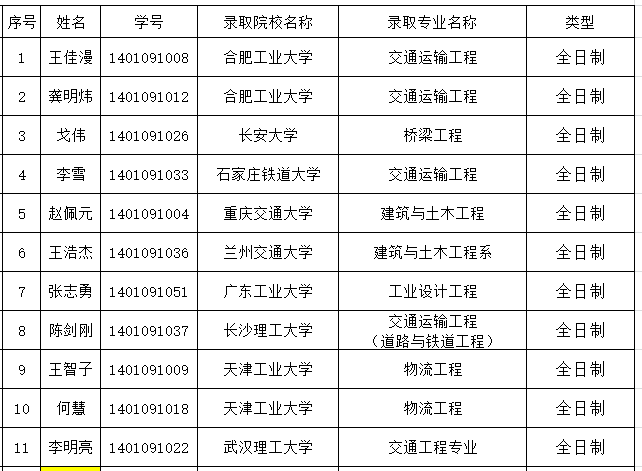 序号 姓名 学号 录取院校名称 录取专业名称 类型
1 王佳漫 1401091008 合肥工业大学 交通运输工程 全日制
2 龚明炜 1401091012 合肥工业大学 交通运输工程 全日制
3 戈伟 1401091026 长安大学 桥梁工程 全日制
4 李雪 1401091033 石家庄铁道大学 交通运输工程 全日制
5 赵佩元 1401091004 重庆交通大学 建筑与土木工程 全日制
6 王浩杰 1401091036 兰州交通大学 建筑与土木工程系 全日制
7 张志勇 1401091051 广东工业大学 工业设计工程 全日制
8 陈剑刚 1401091037 长沙理工大学 交通运输工程 全日制
（道路与铁道工程）
9 王智子 1401091009 天津工业大学 物流工程 全日制
10 何慧 1401091018 天津工业大学 物流工程 全日制
11 李明亮 1401091022 武汉理工大学 交通工程专业 全日制